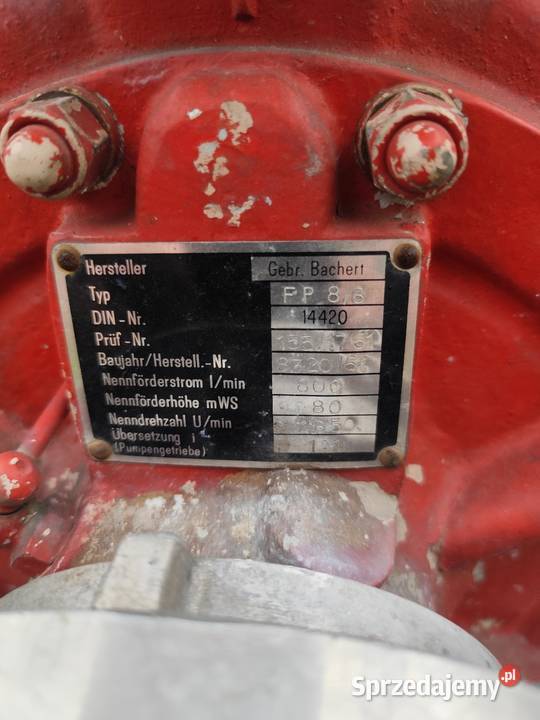 Hersteller Gebr. Bachert
Typ FP 8/8
DIN-Nr. 14420
Prüf-Nr.
Baujahr/Herstell.-Nr.
Nennförderstrom l/min 800
Nennförderhöhe mWS 80
Nenndrehzahl U/min
Übersetzung i
(Pumpengetriebe)
Sprzedajemy.pl